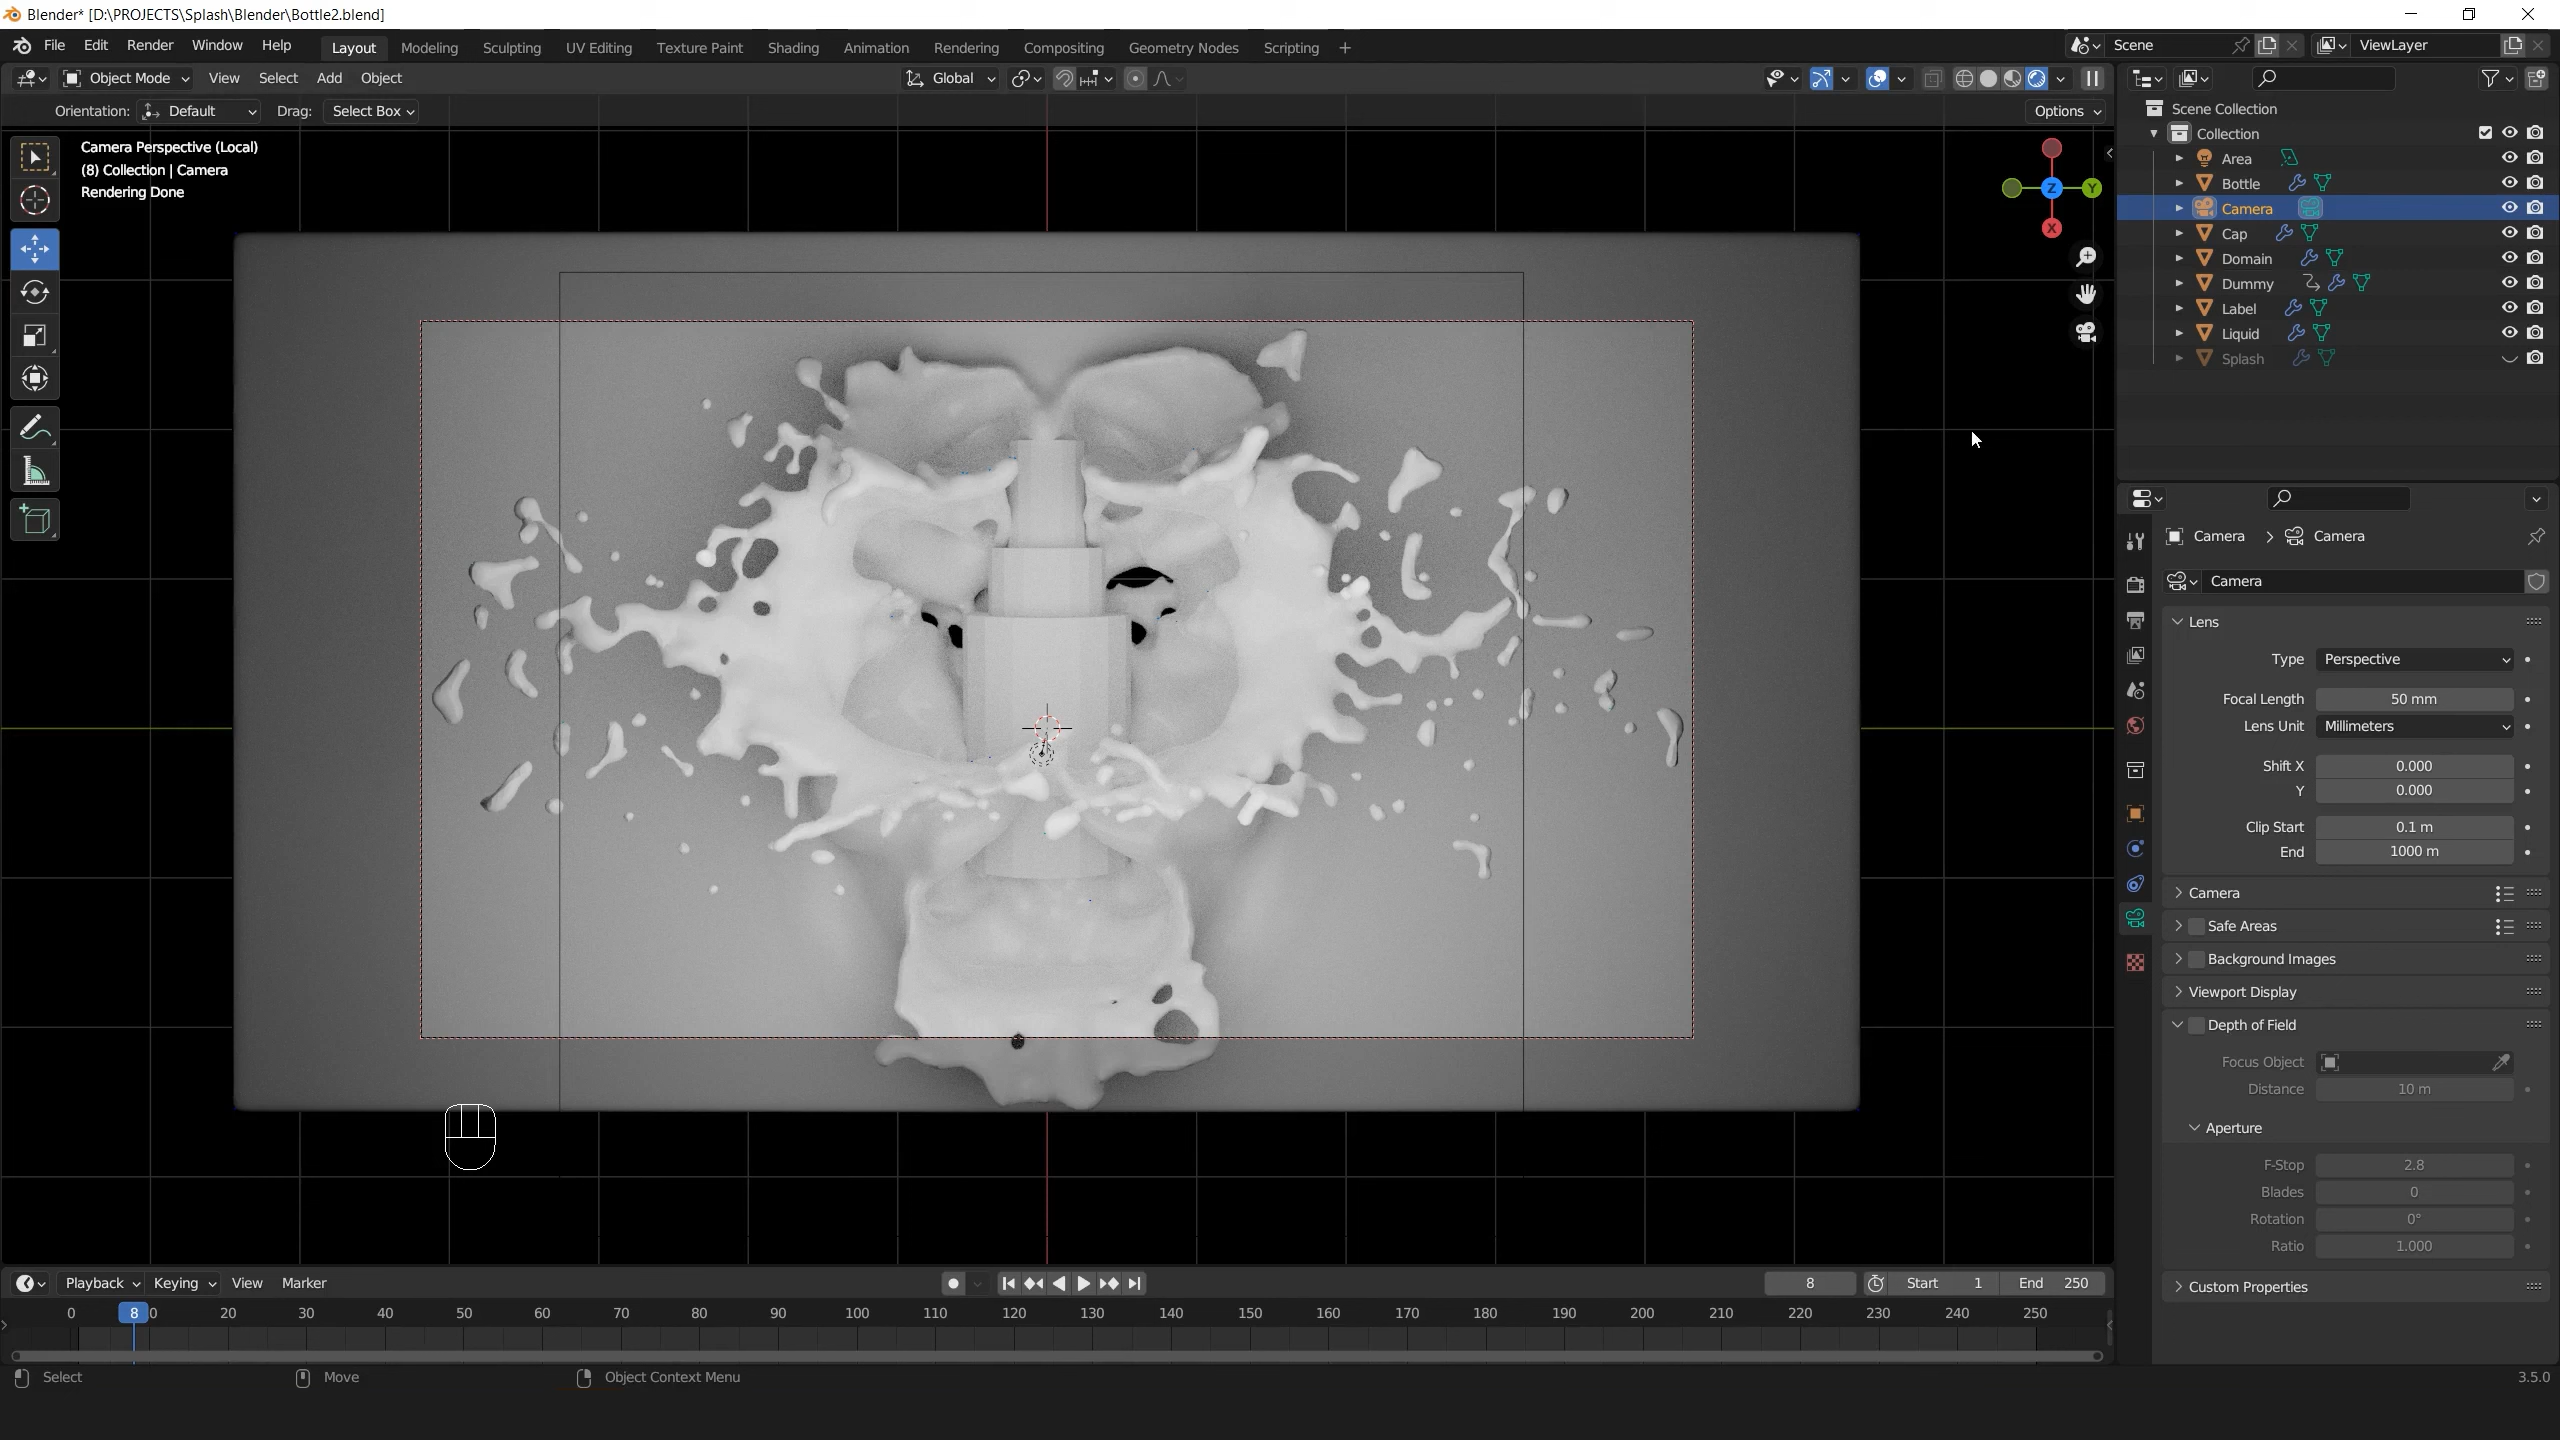 Blender* [D:\PROJECTS\Splash\Blender\Bottle2.blend]
File Edit Render Window Help Layout Modeling Sculpting UV Editing Texture Paint Shading Animation Rendering Compositing Geometry Nodes Scripting + Scene ViewLayer
Object Mode View Select Add Object Global
Orientation: Default Drag: Select Box Options
Camera Perspective (Local)
(8) Collection | Camera
Rendering Done
X
Y
Z
Scene Collection
Collection
Area
Bottle
Camera
Cap
Domain
Dummy
Label
Liquid
Splash
Camera > Camera
Camera
Lens
Type Perspective
Focal Length 50 mm
Lens Unit Millimeters
Shift X 0.000
Y 0.000
Clip Start 0.1 m
End 1000 m
Camera
Safe Areas
Background Images
Viewport Display
Depth of Field
Focus Object
Distance 10 m
Aperture
F-Stop 2.8
Blades 0
Rotation 0°
Ratio 1.000
Custom Properties
Playback Keying View Marker 8 Start 1 End 250
0 8 0 20 30 40 50 60 70 80 90 100 110 120 130 140 150 160 170 180 190 200 210 220 230 240 250
Select Move Object Context Menu 3.5.0